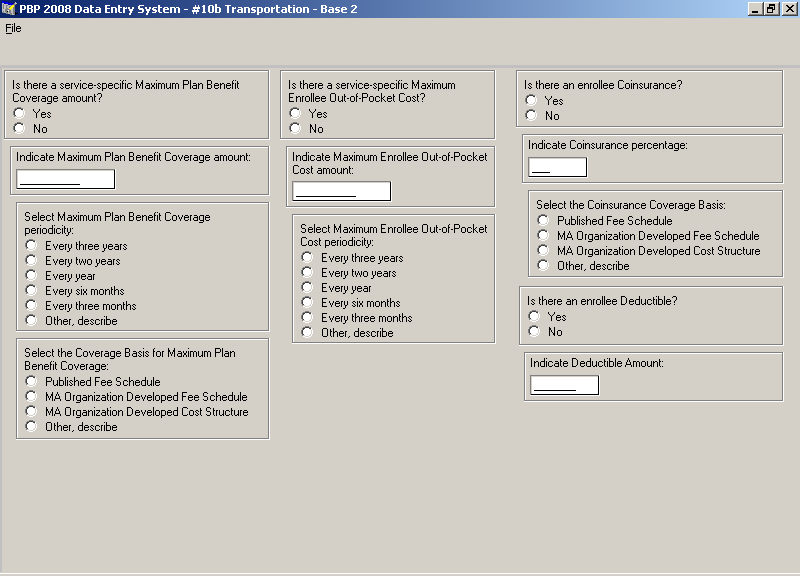 PBP 2008 Data Entry System - #10b Transportation - Base 2
File
Is there a service-specific Maximum Plan Benefit
Coverage amount?
Yes
No
Indicate Maximum Plan Benefit Coverage amount:
Select Maximum Plan Benefit Coverage
periodicity:
Every three years
Every two years
Every year
Every six months
Every three months
Other, describe
Select the Coverage Basis for Maximum Plan
Benefit Coverage:
Published Fee Schedule
MA Organization Developed Fee Schedule
MA Organization Developed Cost Structure
Other, describe
Is there a service-specific Maximum
Enrollee Out-of-Pocket Cost?
Yes
No
Indicate Maximum Enrollee Out-of-Pocket
Cost amount:
Select Maximum Enrollee Out-of-Pocket
Cost periodicity:
Every three years
Every two years
Every year
Every six months
Every three months
Other, describe
Is there an enrollee Coinsurance?
Yes
No
Indicate Coinsurance percentage:
Select the Coinsurance Coverage Basis:
Published Fee Schedule
MA Organization Developed Fee Schedule
MA Organization Developed Cost Structure
Other, describe
Is there an enrollee Deductible?
Yes
No
Indicate Deductible Amount: